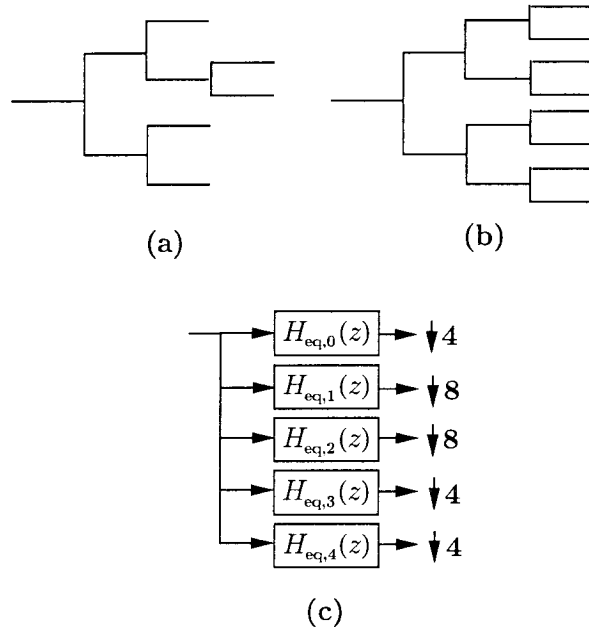 (a)
(b)
H_eq,0(z) ↓4
H_eq,1(z) ↓8
H_eq,2(z) ↓8
H_eq,3(z) ↓4
H_eq,4(z) ↓4
(c)